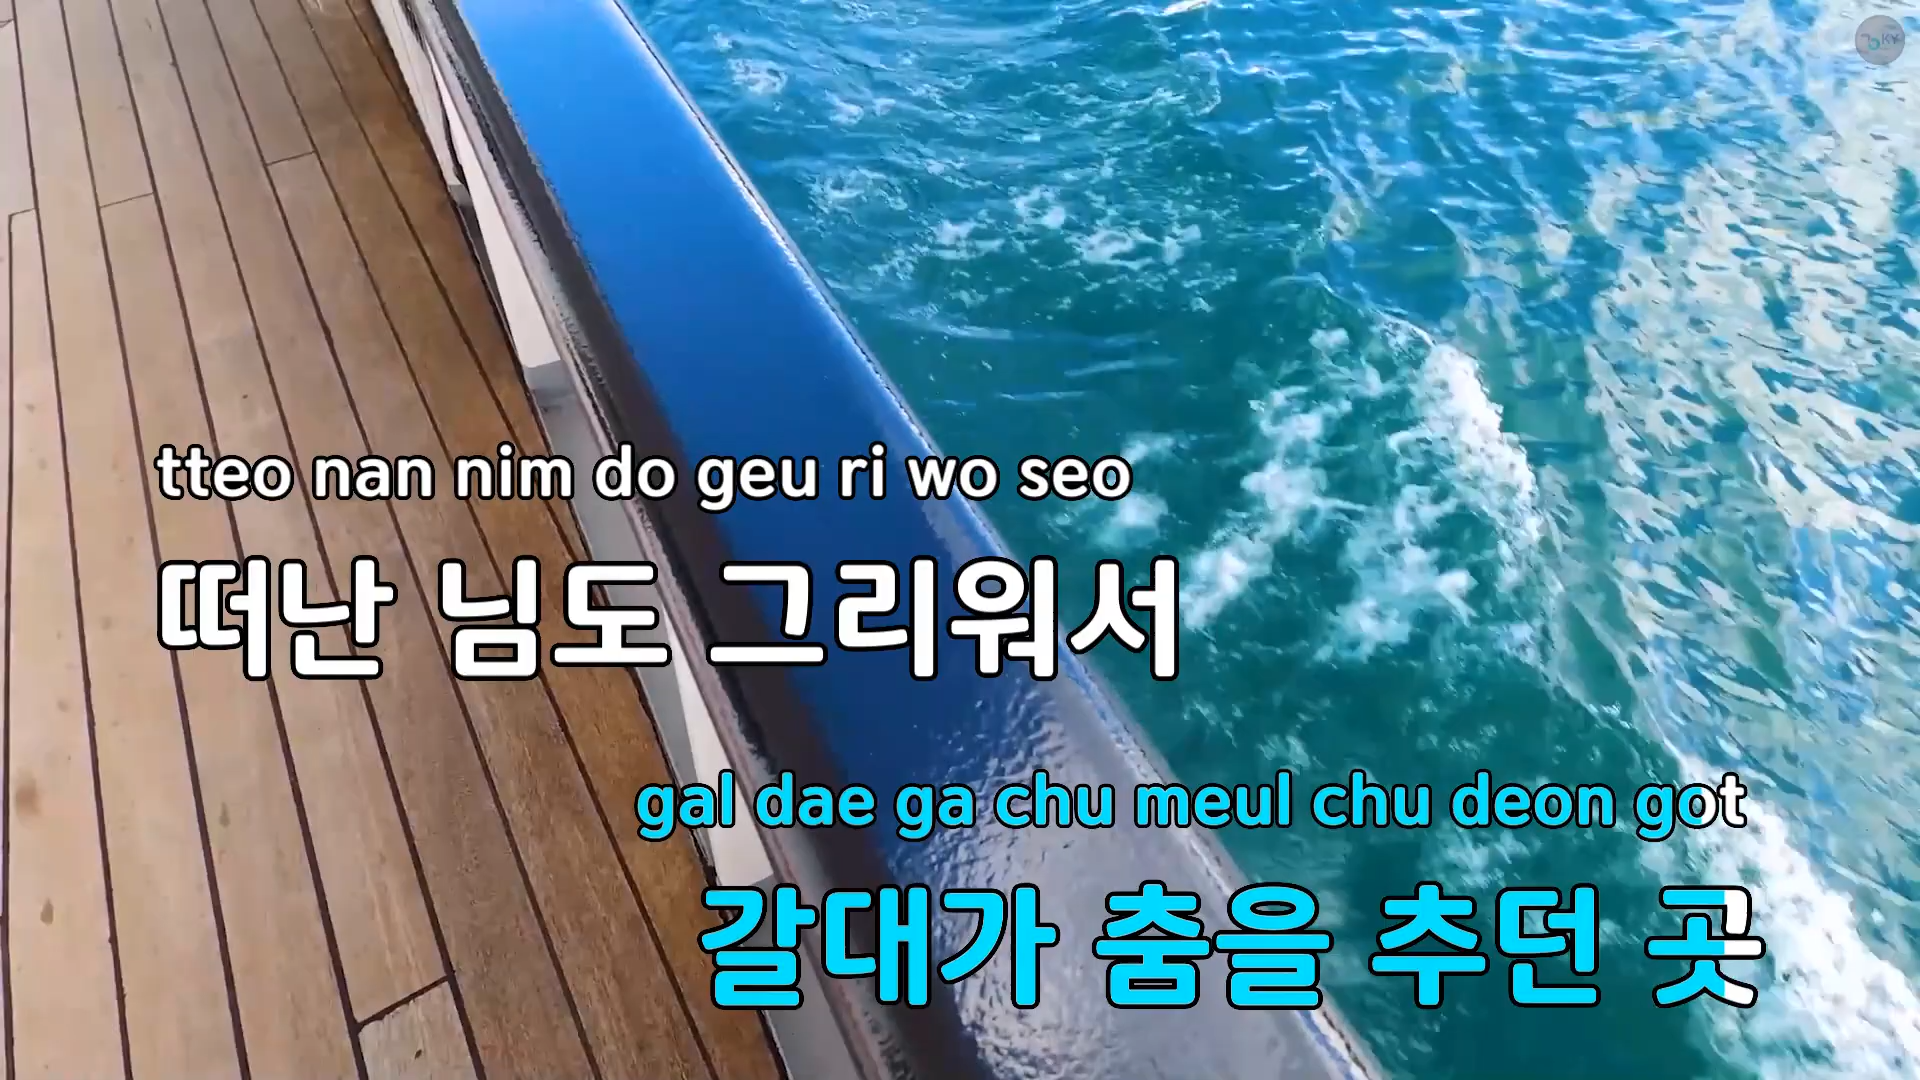 tteo nan nim do geu ri wo seo
떠난 님도 그리워서
gal dae ga chu meul chu deon got
갈대가 춤을 추던 곳